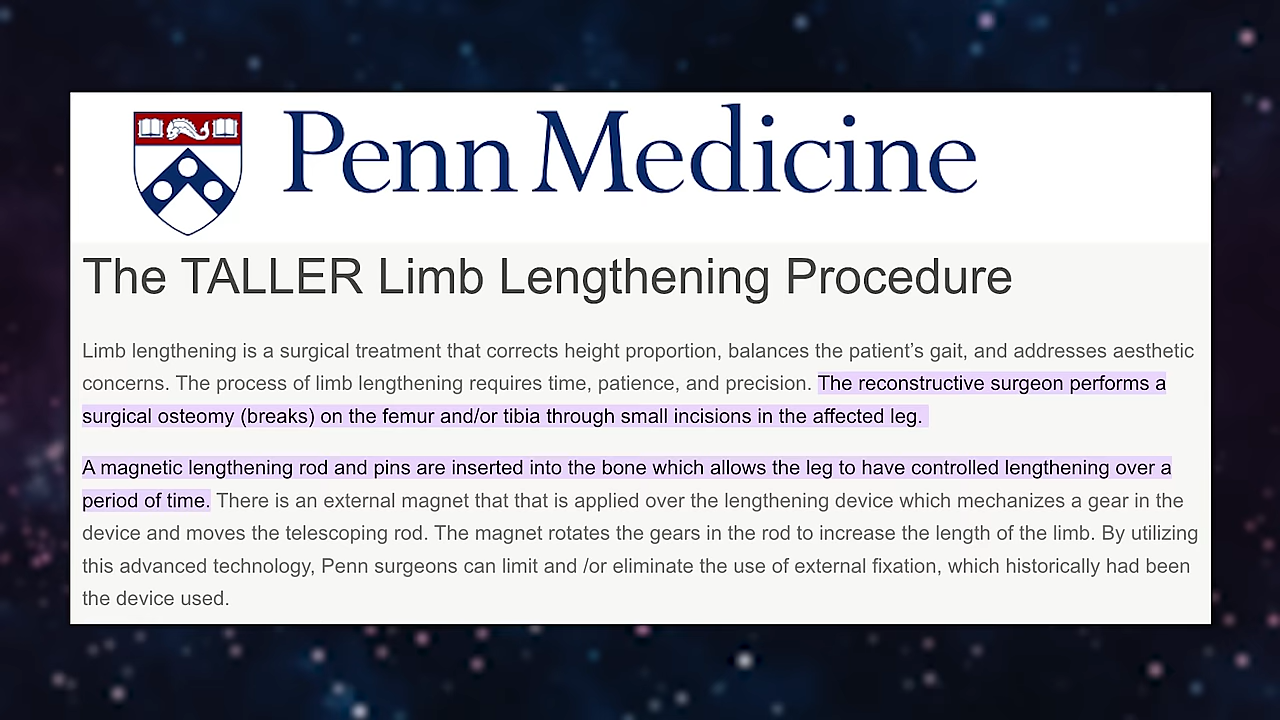 Penn Medicine
The TALLER Limb Lengthening Procedure
Limb lengthening is a surgical treatment that corrects height proportion, balances the patient’s gait, and addresses aesthetic
concerns. The process of limb lengthening requires time, patience, and precision. The reconstructive surgeon performs a
surgical osteomy (breaks) on the femur and/or tibia through small incisions in the affected leg.
A magnetic lengthening rod and pins are inserted into the bone which allows the leg to have controlled lengthening over a
period of time. There is an external magnet that that is applied over the lengthening device which mechanizes a gear in the
device and moves the telescoping rod. The magnet rotates the gears in the rod to increase the length of the limb. By utilizing
this advanced technology, Penn surgeons can limit and /or eliminate the use of external fixation, which historically had been
the device used.